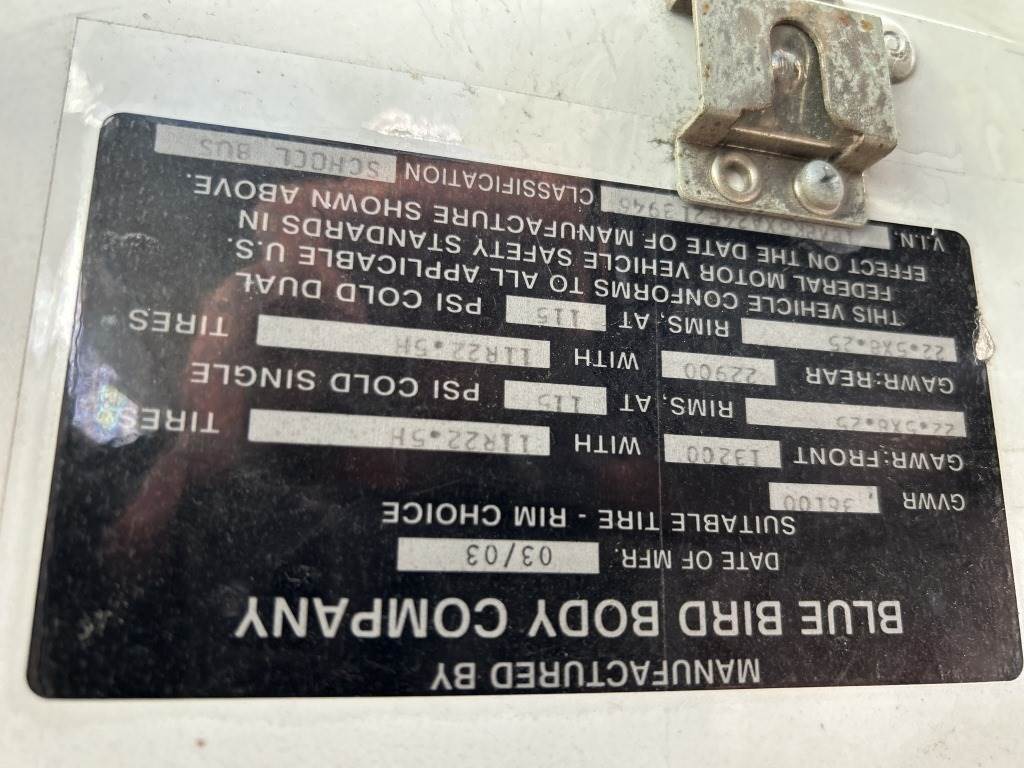 MANUFACTURED BY
BLUE BIRD BODY COMPANY
DATE OF MFR. 03/03
SUITABLE TIRE - RIM CHOICE
GVWR 36100
GAWR:FRONT 13200 WITH 11R22.5H TIRES
22.5X8.25 RIMS, AT 115 PSI COLD SINGLE
GAWR:REAR 22900 WITH 11R22.5H TIRES
22.5X8.25 RIMS, AT 115 PSI COLD DUAL
THIS VEHICLE CONFORMS TO ALL APPLICABLE U.S.
FEDERAL MOTOR VEHICLE SAFETY STANDARDS IN
EFFECT ON THE DATE OF MANUFACTURE SHOWN ABOVE.
V.I.N. CLASSIFICATION SCHOOL BUS